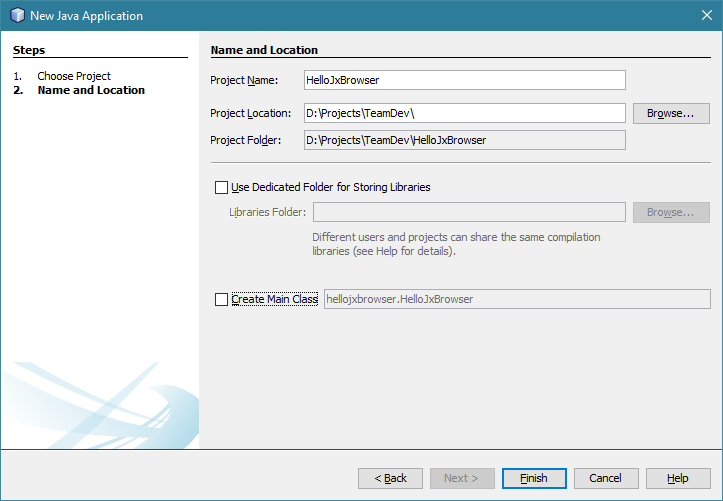 New Java Application
Steps
1. Choose Project
2. Name and Location
Name and Location
Project Name: HelloJxBrowser
Project Location: D:\Projects\TeamDev\ Browse...
Project Folder: D:\Projects\TeamDev\HelloJxBrowser
Use Dedicated Folder for Storing Libraries
Libraries Folder: Browse...
Different users and projects can share the same compilation
libraries (see Help for details).
Create Main Class hellojxbrowser.HelloJxBrowser
< Back Next > Finish Cancel Help